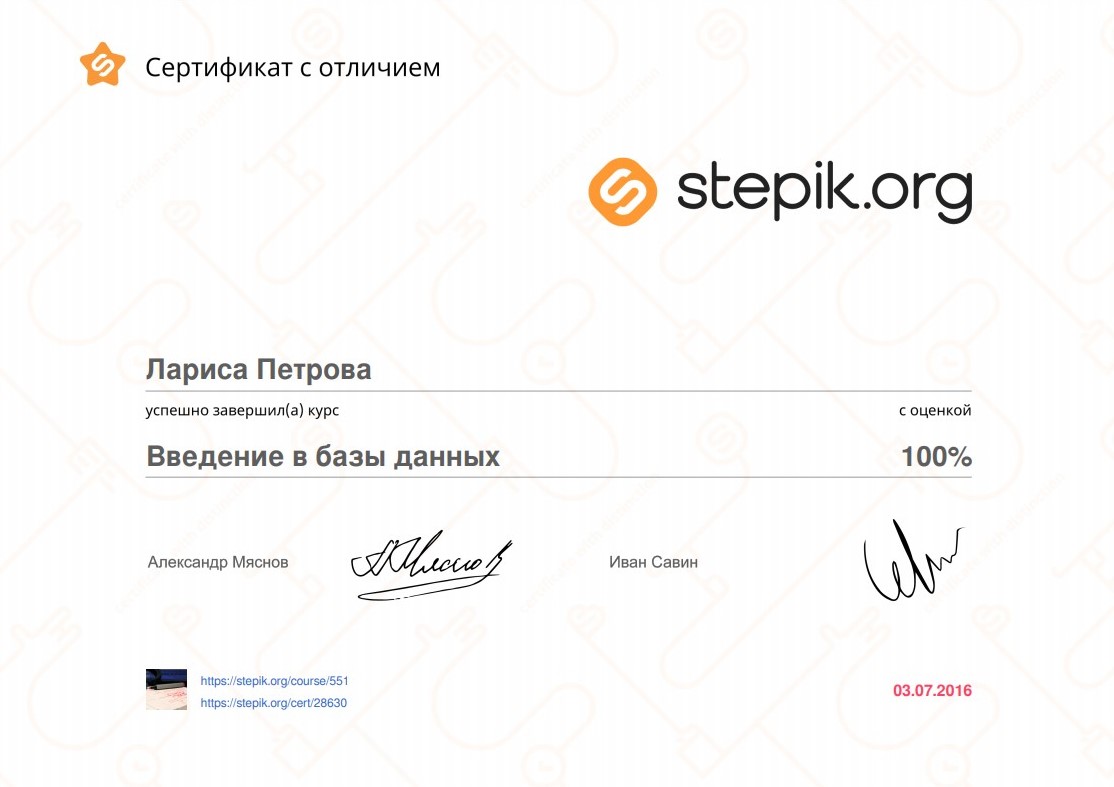 Сертификат с отличием
stepik.org
Лариса Петрова
успешно завершил(а) курс с оценкой
Введение в базы данных 100%
Александр Мяснов Иван Савин
https://stepik.org/course/551
https://stepik.org/cert/28630
03.07.2016